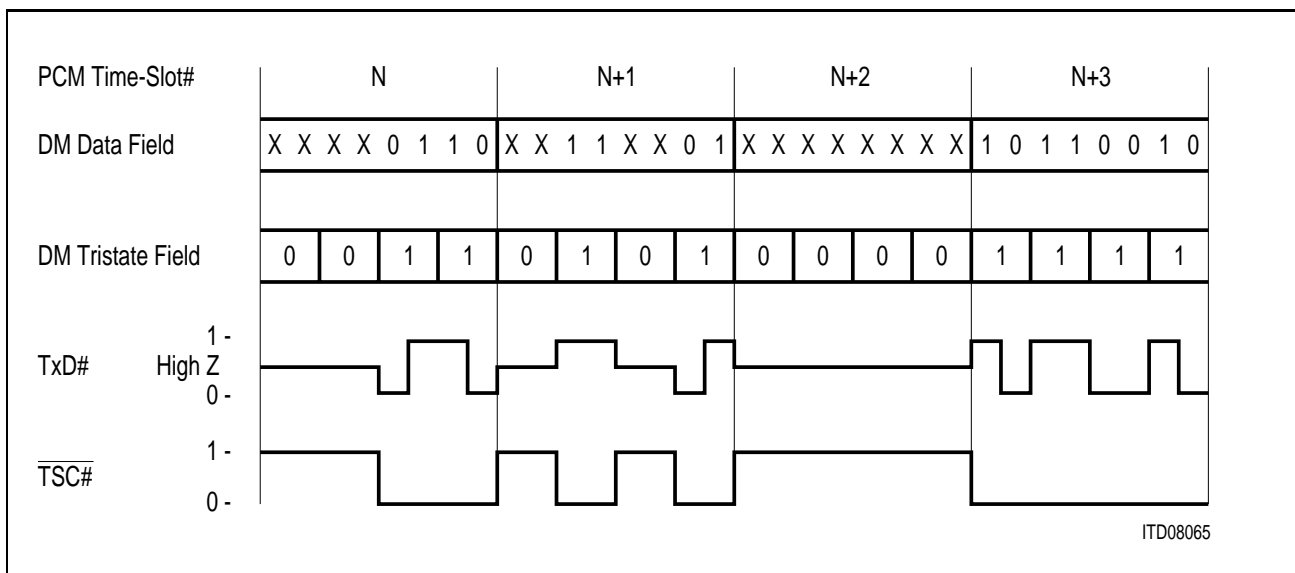 PCM Time-Slot# N N+1 N+2 N+3
DM Data Field X X X X 0 1 1 0 X X 1 1 X X 0 1 X X X X X X X X 1 0 1 1 0 0 1 0
DM Tristate Field 0 0 1 1 0 1 0 1 0 0 0 0 1 1 1 1
1 -
TxD# High Z
0 -
1 -
TSC#
0 -
ITD08065